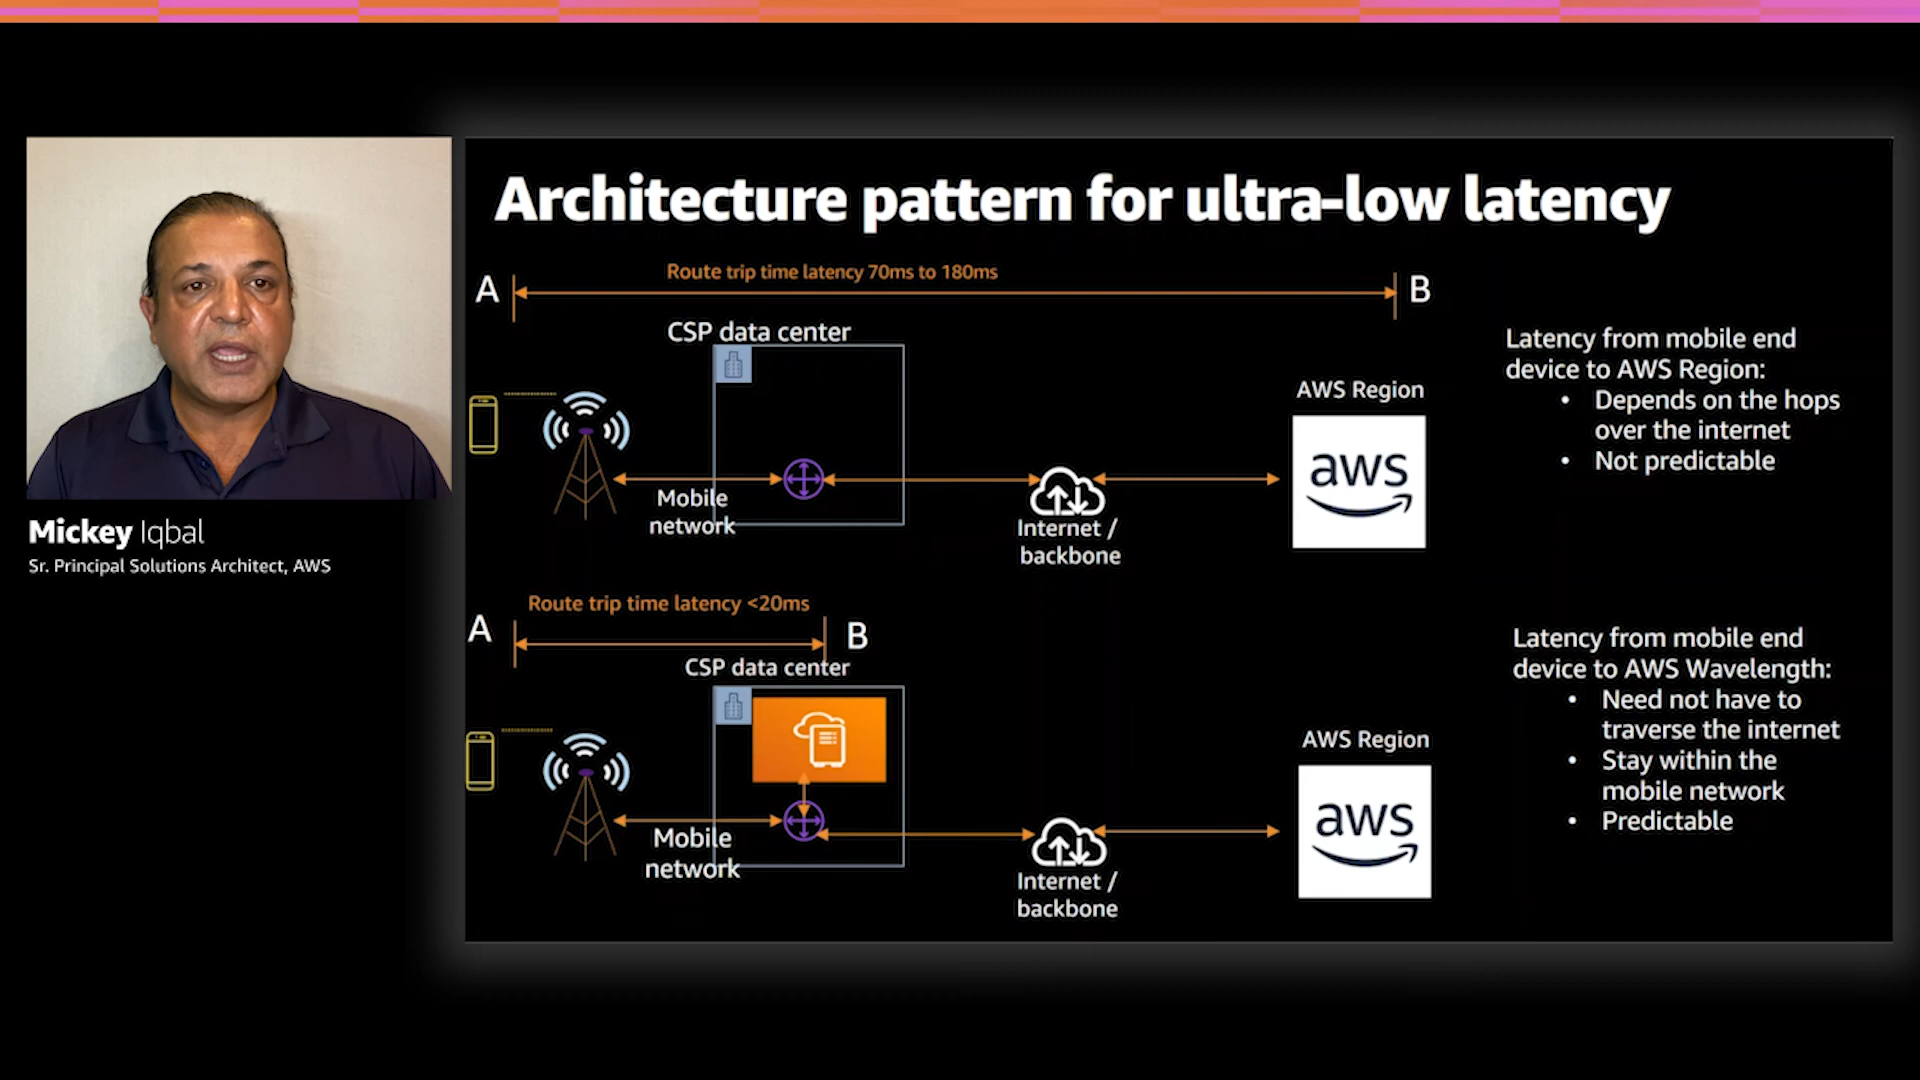 Mickey Iqbal
Sr. Principal Solutions Architect, AWS
Architecture pattern for ultra-low latency
Route trip time latency 70ms to 180ms
A
B
CSP data center
Mobile
network
Internet /
backbone
AWS Region
aws
Latency from mobile end
device to AWS Region:
• Depends on the hops
over the internet
• Not predictable
Route trip time latency <20ms
A
B
CSP data center
Mobile
network
Internet /
backbone
AWS Region
aws
Latency from mobile end
device to AWS Wavelength:
• Need not have to
traverse the internet
• Stay within the
mobile network
• Predictable